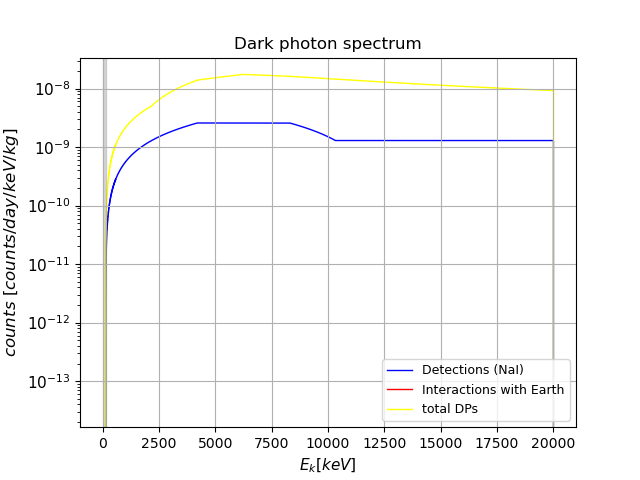 Dark photon spectrum
counts [counts/day/keV/kg]
10⁻⁸
10⁻⁹
10⁻¹⁰
10⁻¹¹
10⁻¹²
10⁻¹³
Detections (NaI)
Interactions with Earth
total DPs
0 2500 5000 7500 10000 12500 15000 17500 20000
E_k[keV]